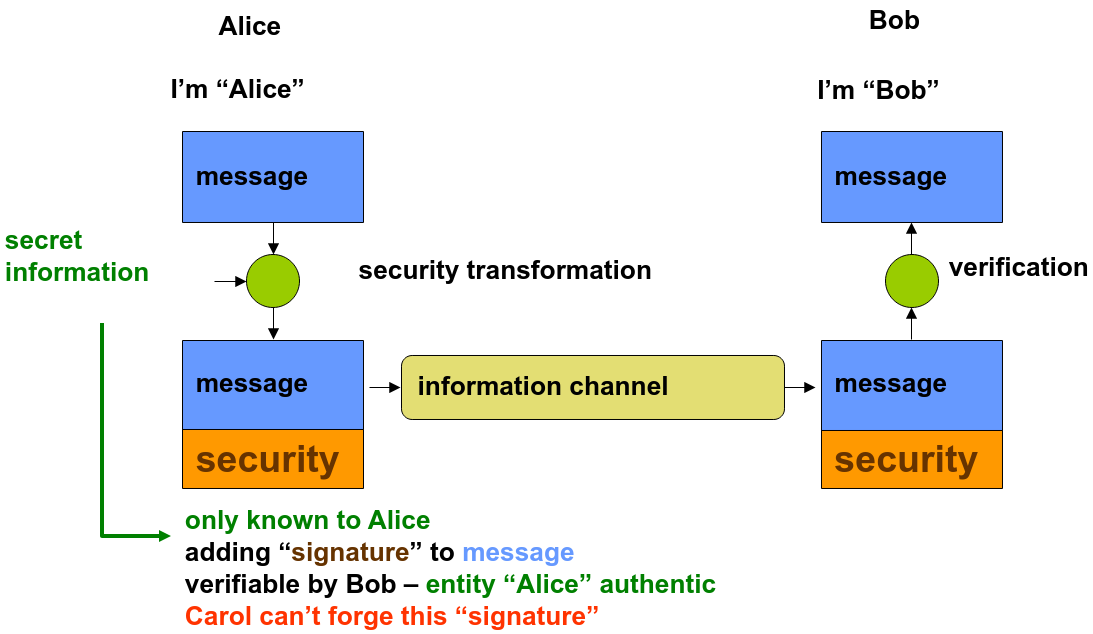 Alice
Bob
I’m “Alice”
I’m “Bob”
message
message
secret
information
security transformation
verification
message
information channel
message
security
security
only known to Alice
adding “signature” to message
verifiable by Bob – entity “Alice” authentic
Carol can’t forge this “signature”